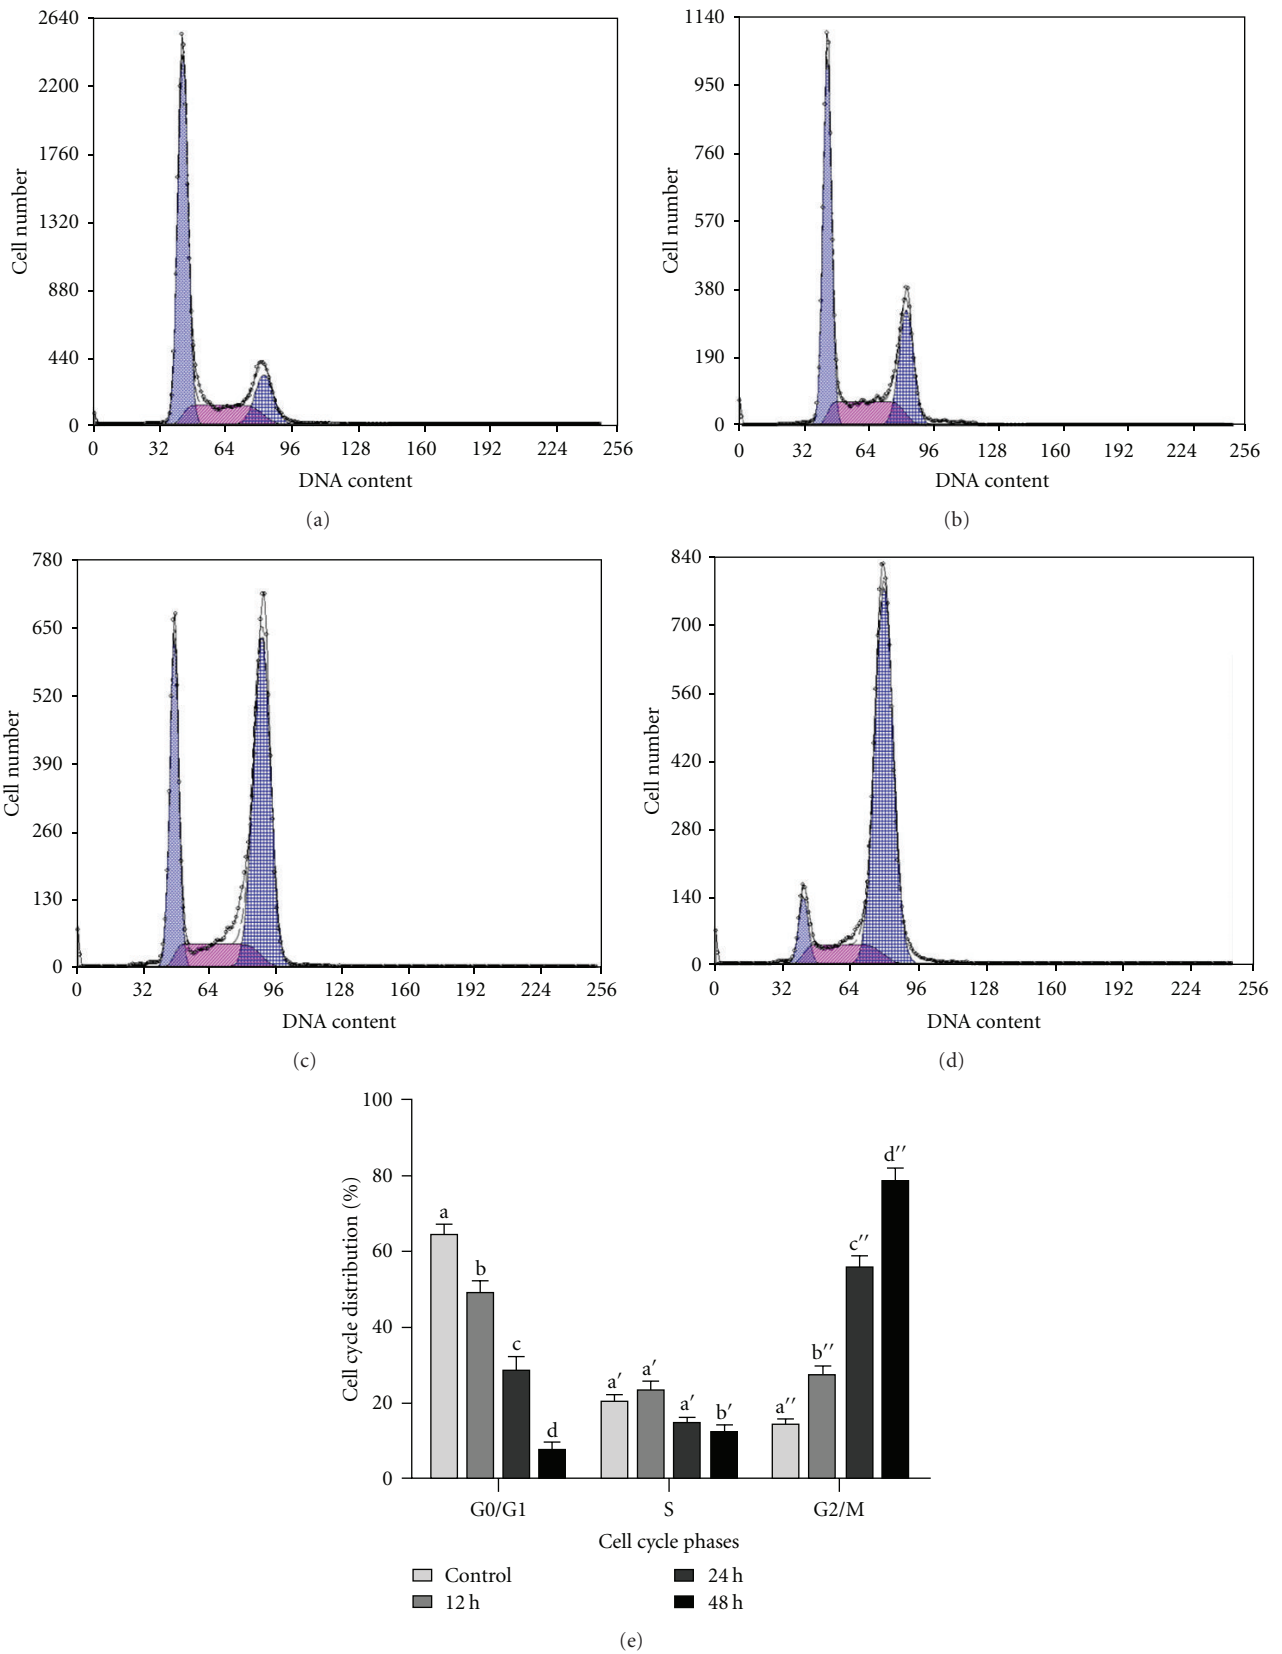 2640
2200
1760
1320
880
440
0
Cell number
0 32 64 96 128 160 192 224 256
DNA content
(a)
1140
950
760
570
380
190
0
Cell number
0 32 64 96 128 160 192 224 256
DNA content
(b)
780
650
520
390
260
130
0
Cell number
0 32 64 96 128 160 192 224 256
DNA content
(c)
840
700
560
420
280
140
0
Cell number
0 32 64 96 128 160 192 224 256
DNA content
(d)
100
80
60
40
20
0
Cell cycle distribution (%)
a
b
c
d
a′
a′
a′
b′
a′′
b′′
c′′
d′′
G0/G1 S G2/M
Cell cycle phases
Control
12 h
24 h
48 h
(e)